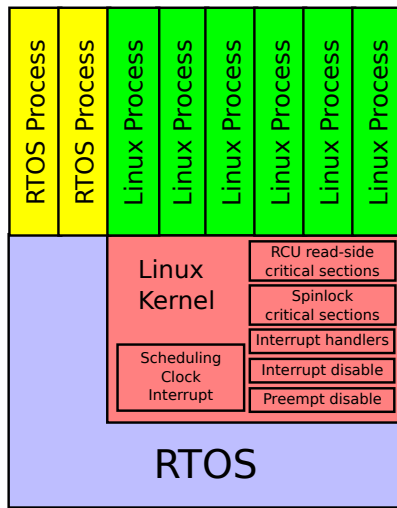 RTOS Process
RTOS Process
Linux Process
Linux Process
Linux Process
Linux Process
Linux Process
Linux Process
Linux
Kernel
RCU read-side
critical sections
Spinlock
critical sections
Interrupt handlers
Scheduling
Clock
Interrupt
Interrupt disable
Preempt disable
RTOS